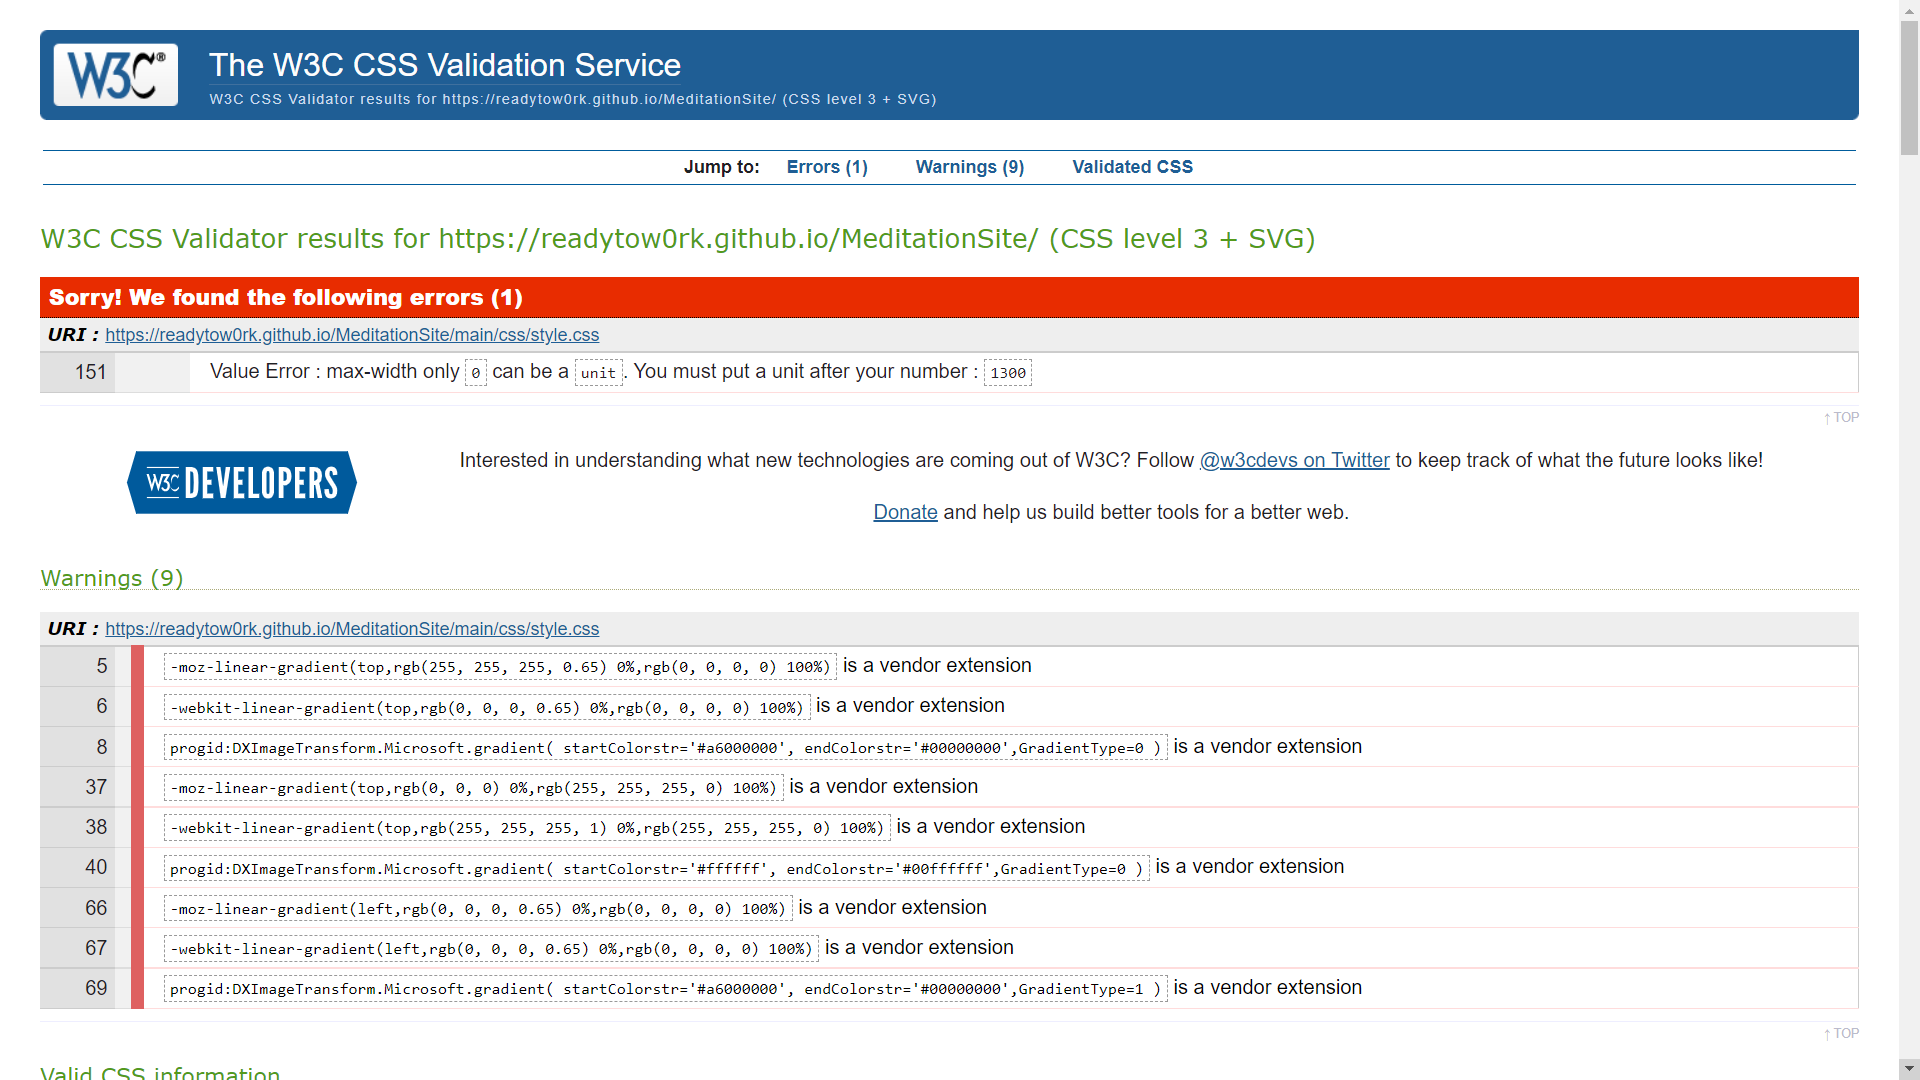 W3C®
The W3C CSS Validation Service
W3C CSS Validator results for https://readytow0rk.github.io/MeditationSite/ (CSS level 3 + SVG)
Jump to: Errors (1) Warnings (9) Validated CSS
W3C CSS Validator results for https://readytow0rk.github.io/MeditationSite/ (CSS level 3 + SVG)
Sorry! We found the following errors (1)
URI : https://readytow0rk.github.io/MeditationSite/main/css/style.css
151 Value Error : max-width only 0 can be a unit. You must put a unit after your number : 1300
↑ TOP
W3C DEVELOPERS
Interested in understanding what new technologies are coming out of W3C? Follow @w3cdevs on Twitter to keep track of what the future looks like!
Donate and help us build better tools for a better web.
Warnings (9)
URI : https://readytow0rk.github.io/MeditationSite/main/css/style.css
5 -moz-linear-gradient(top,rgb(255, 255, 255, 0.65) 0%,rgb(0, 0, 0, 0) 100%) is a vendor extension
6 -webkit-linear-gradient(top,rgb(0, 0, 0, 0.65) 0%,rgb(0, 0, 0, 0) 100%) is a vendor extension
8 progid:DXImageTransform.Microsoft.gradient( startColorstr='#a6000000', endColorstr='#00000000',GradientType=0 ) is a vendor extension
37 -moz-linear-gradient(top,rgb(0, 0, 0) 0%,rgb(255, 255, 255, 0) 100%) is a vendor extension
38 -webkit-linear-gradient(top,rgb(255, 255, 255, 1) 0%,rgb(255, 255, 255, 0) 100%) is a vendor extension
40 progid:DXImageTransform.Microsoft.gradient( startColorstr='#ffffff', endColorstr='#00ffffff',GradientType=0 ) is a vendor extension
66 -moz-linear-gradient(left,rgb(0, 0, 0, 0.65) 0%,rgb(0, 0, 0, 0) 100%) is a vendor extension
67 -webkit-linear-gradient(left,rgb(0, 0, 0, 0.65) 0%,rgb(0, 0, 0, 0) 100%) is a vendor extension
69 progid:DXImageTransform.Microsoft.gradient( startColorstr='#a6000000', endColorstr='#00000000',GradientType=1 ) is a vendor extension
↑ TOP
Valid CSS information